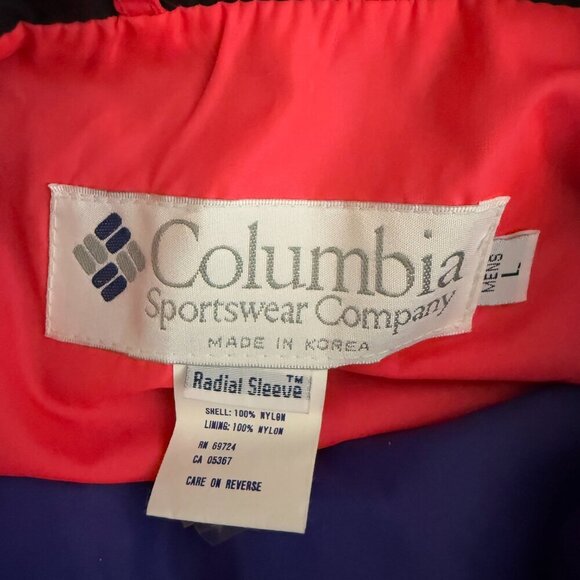 Columbia
Sportswear Company
MADE IN KOREA
MENS
L
Radial Sleeve™
SHELL: 100% NYLON
LINING: 100% NYLON
RN 69724
CA 05367
CARE ON REVERSE